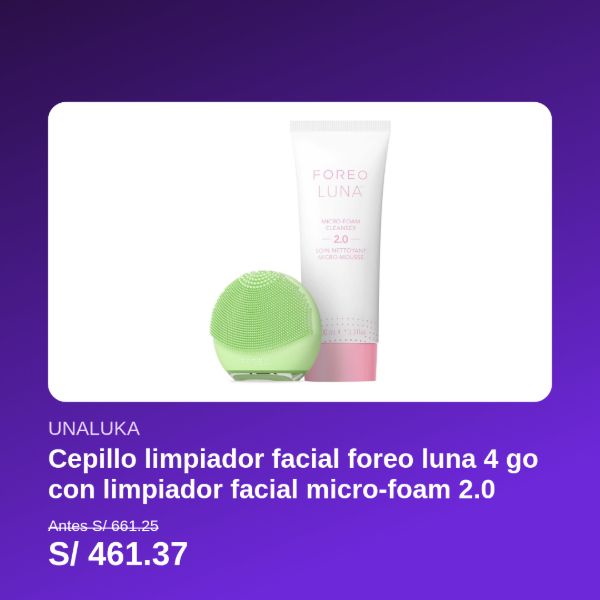 FOREO
LUNA
MICRO-FOAM
CLEANSER
2.0
SOIN NETTOYANT
MICRO-MOUSSE
UNALUKA
Cepillo limpiador facial foreo luna 4 go
con limpiador facial micro-foam 2.0
Antes S/ 661.25
S/ 461.37